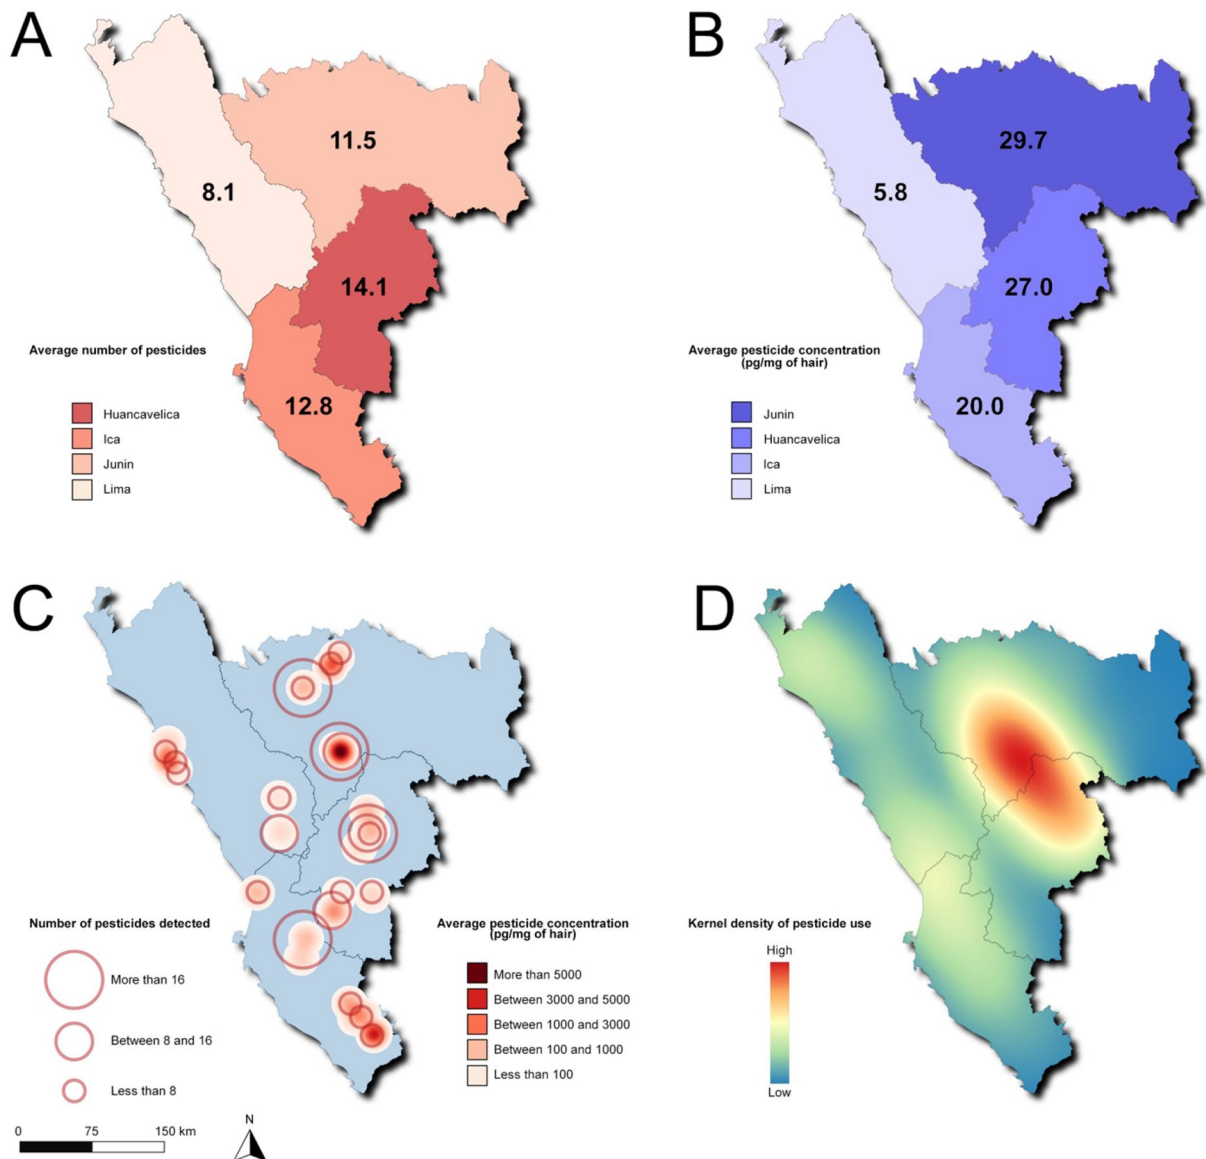 A
11.5
8.1
14.1
12.8
Average number of pesticides
Huancavelica
Ica
Junin
Lima
B
29.7
5.8
27.0
20.0
Average pesticide concentration
(pg/mg of hair)
Junin
Huancavelica
Ica
Lima
C
Number of pesticides detected
More than 16
Between 8 and 16
Less than 8
Average pesticide concentration
(pg/mg of hair)
More than 5000
Between 3000 and 5000
Between 1000 and 3000
Between 100 and 1000
Less than 100
0 75 150 km
N
D
Kernel density of pesticide use
High
Low